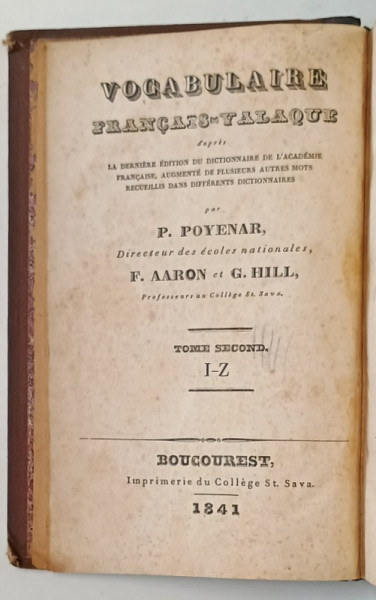 VOCABULAIRE
FRANÇAIS-VALAQUE
d'après
LA DERNIÈRE ÉDITION DU DICTIONNAIRE DE L'ACADÉMIE
FRANÇAISE, AUGMENTÉ DE PLUSIEURS AUTRES MOTS
RECUEILLIS DANS DIFFÉRENTS DICTIONNAIRES
par
P. POYENAR,
Directeur des écoles nationales,
F. AARON et G. HILL,
Professeurs au Collège St. Sava.
TOME SECOND.
I-Z
BOUCOUREST,
Imprimerie du Collège St. Sava.
1841